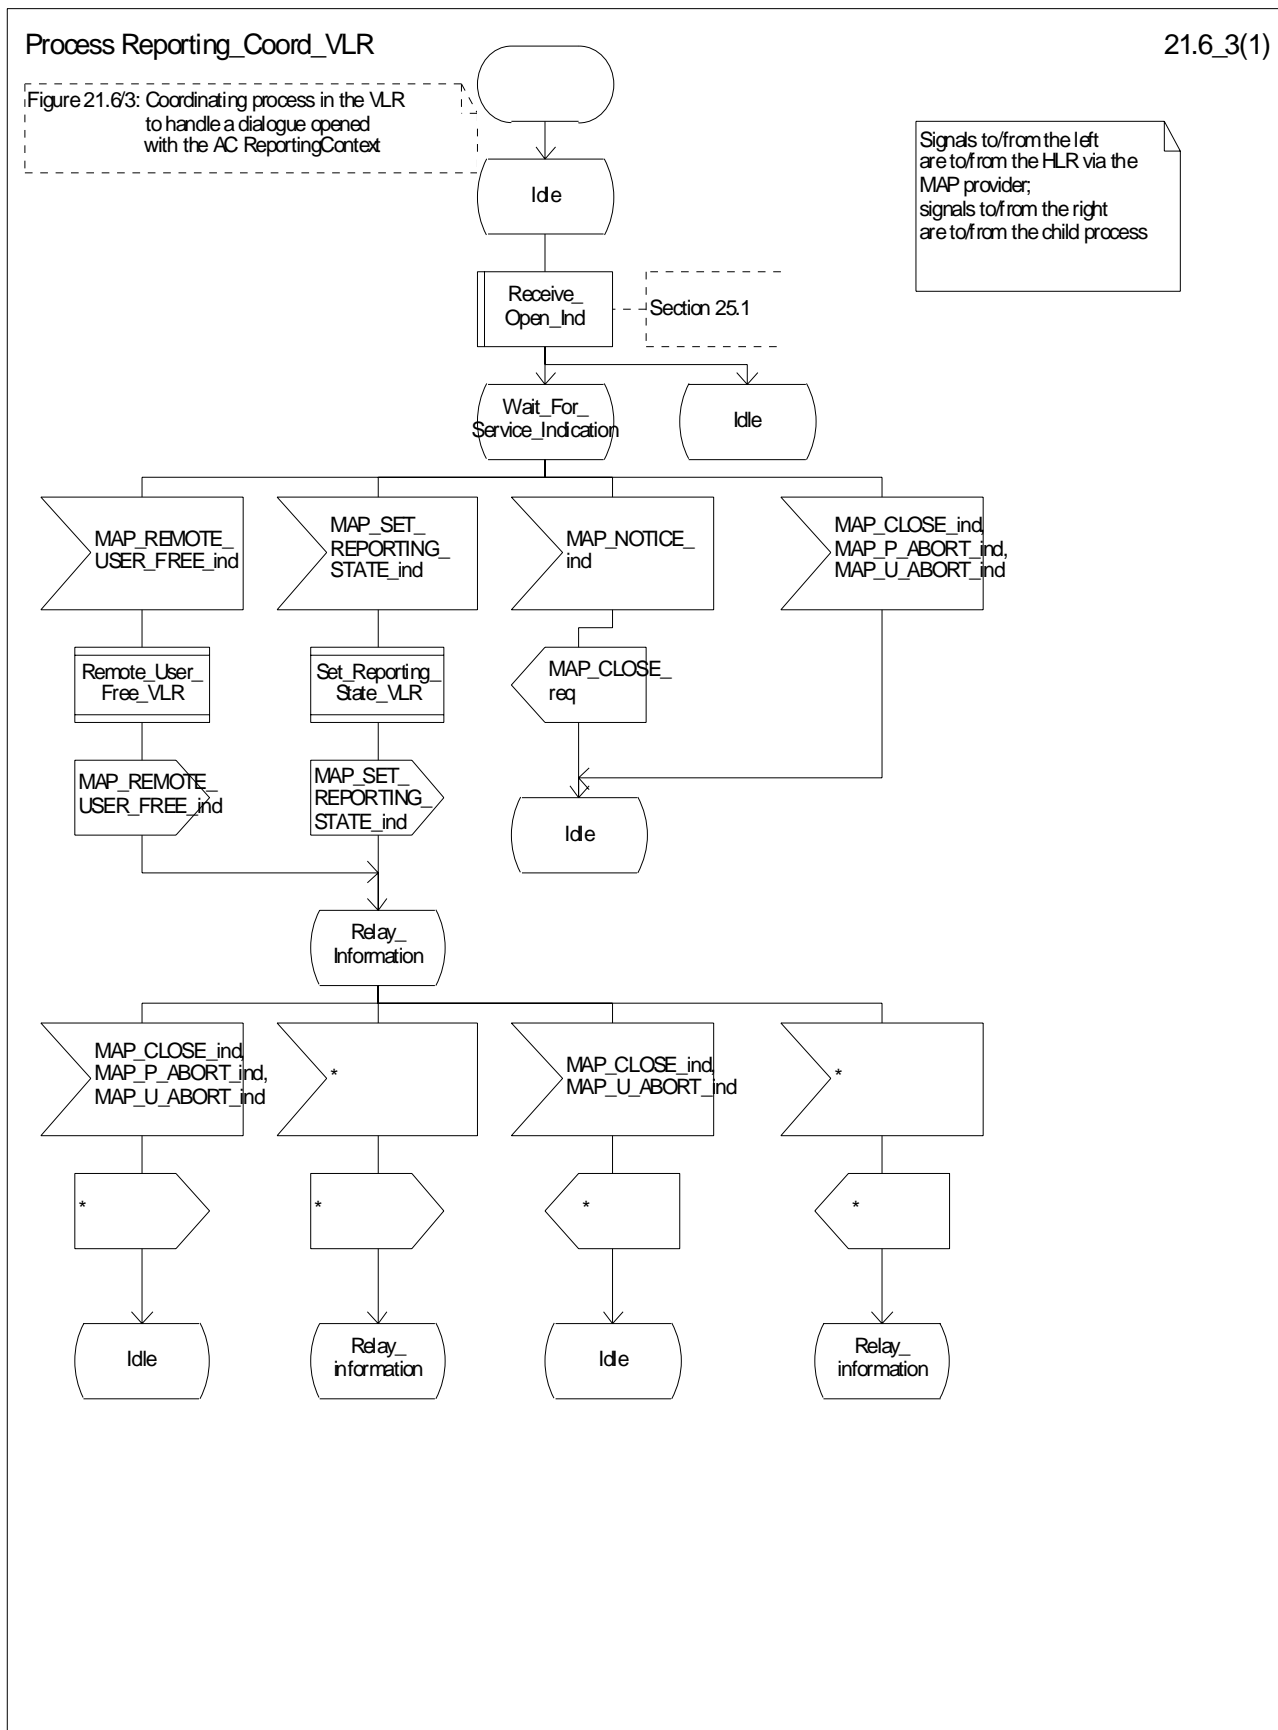 Process Reporting_Coord_VLR
21.6_3(1)
Figure 21.6/3: Coordinating process in the VLR
to handle a dialogue opened
with the AC ReportingContext
Signals to/from the left
are to/from the HLR via the
MAP provider;
signals to/from the right
are to/from the child process
Idle
Receive_
Open_Ind
Section 25.1
Wait_For_
Service_Indication
Idle
MAP_REMOTE_
USER_FREE_ind
MAP_SET_
REPORTING_
STATE_ind
MAP_NOTICE_
ind
MAP_CLOSE_ind,
MAP_P_ABORT_ind,
MAP_U_ABORT_ind
Remote_User_
Free_VLR
Set_Reporting_
State_VLR
MAP_CLOSE_
req
MAP_REMOTE_
USER_FREE_ind
MAP_SET_
REPORTING_
STATE_ind
Idle
Relay_
Information
MAP_CLOSE_ind,
MAP_P_ABORT_ind,
MAP_U_ABORT_ind
*
MAP_CLOSE_ind,
MAP_U_ABORT_ind
*
*
*
*
*
Idle
Relay_
information
Idle
Relay_
information